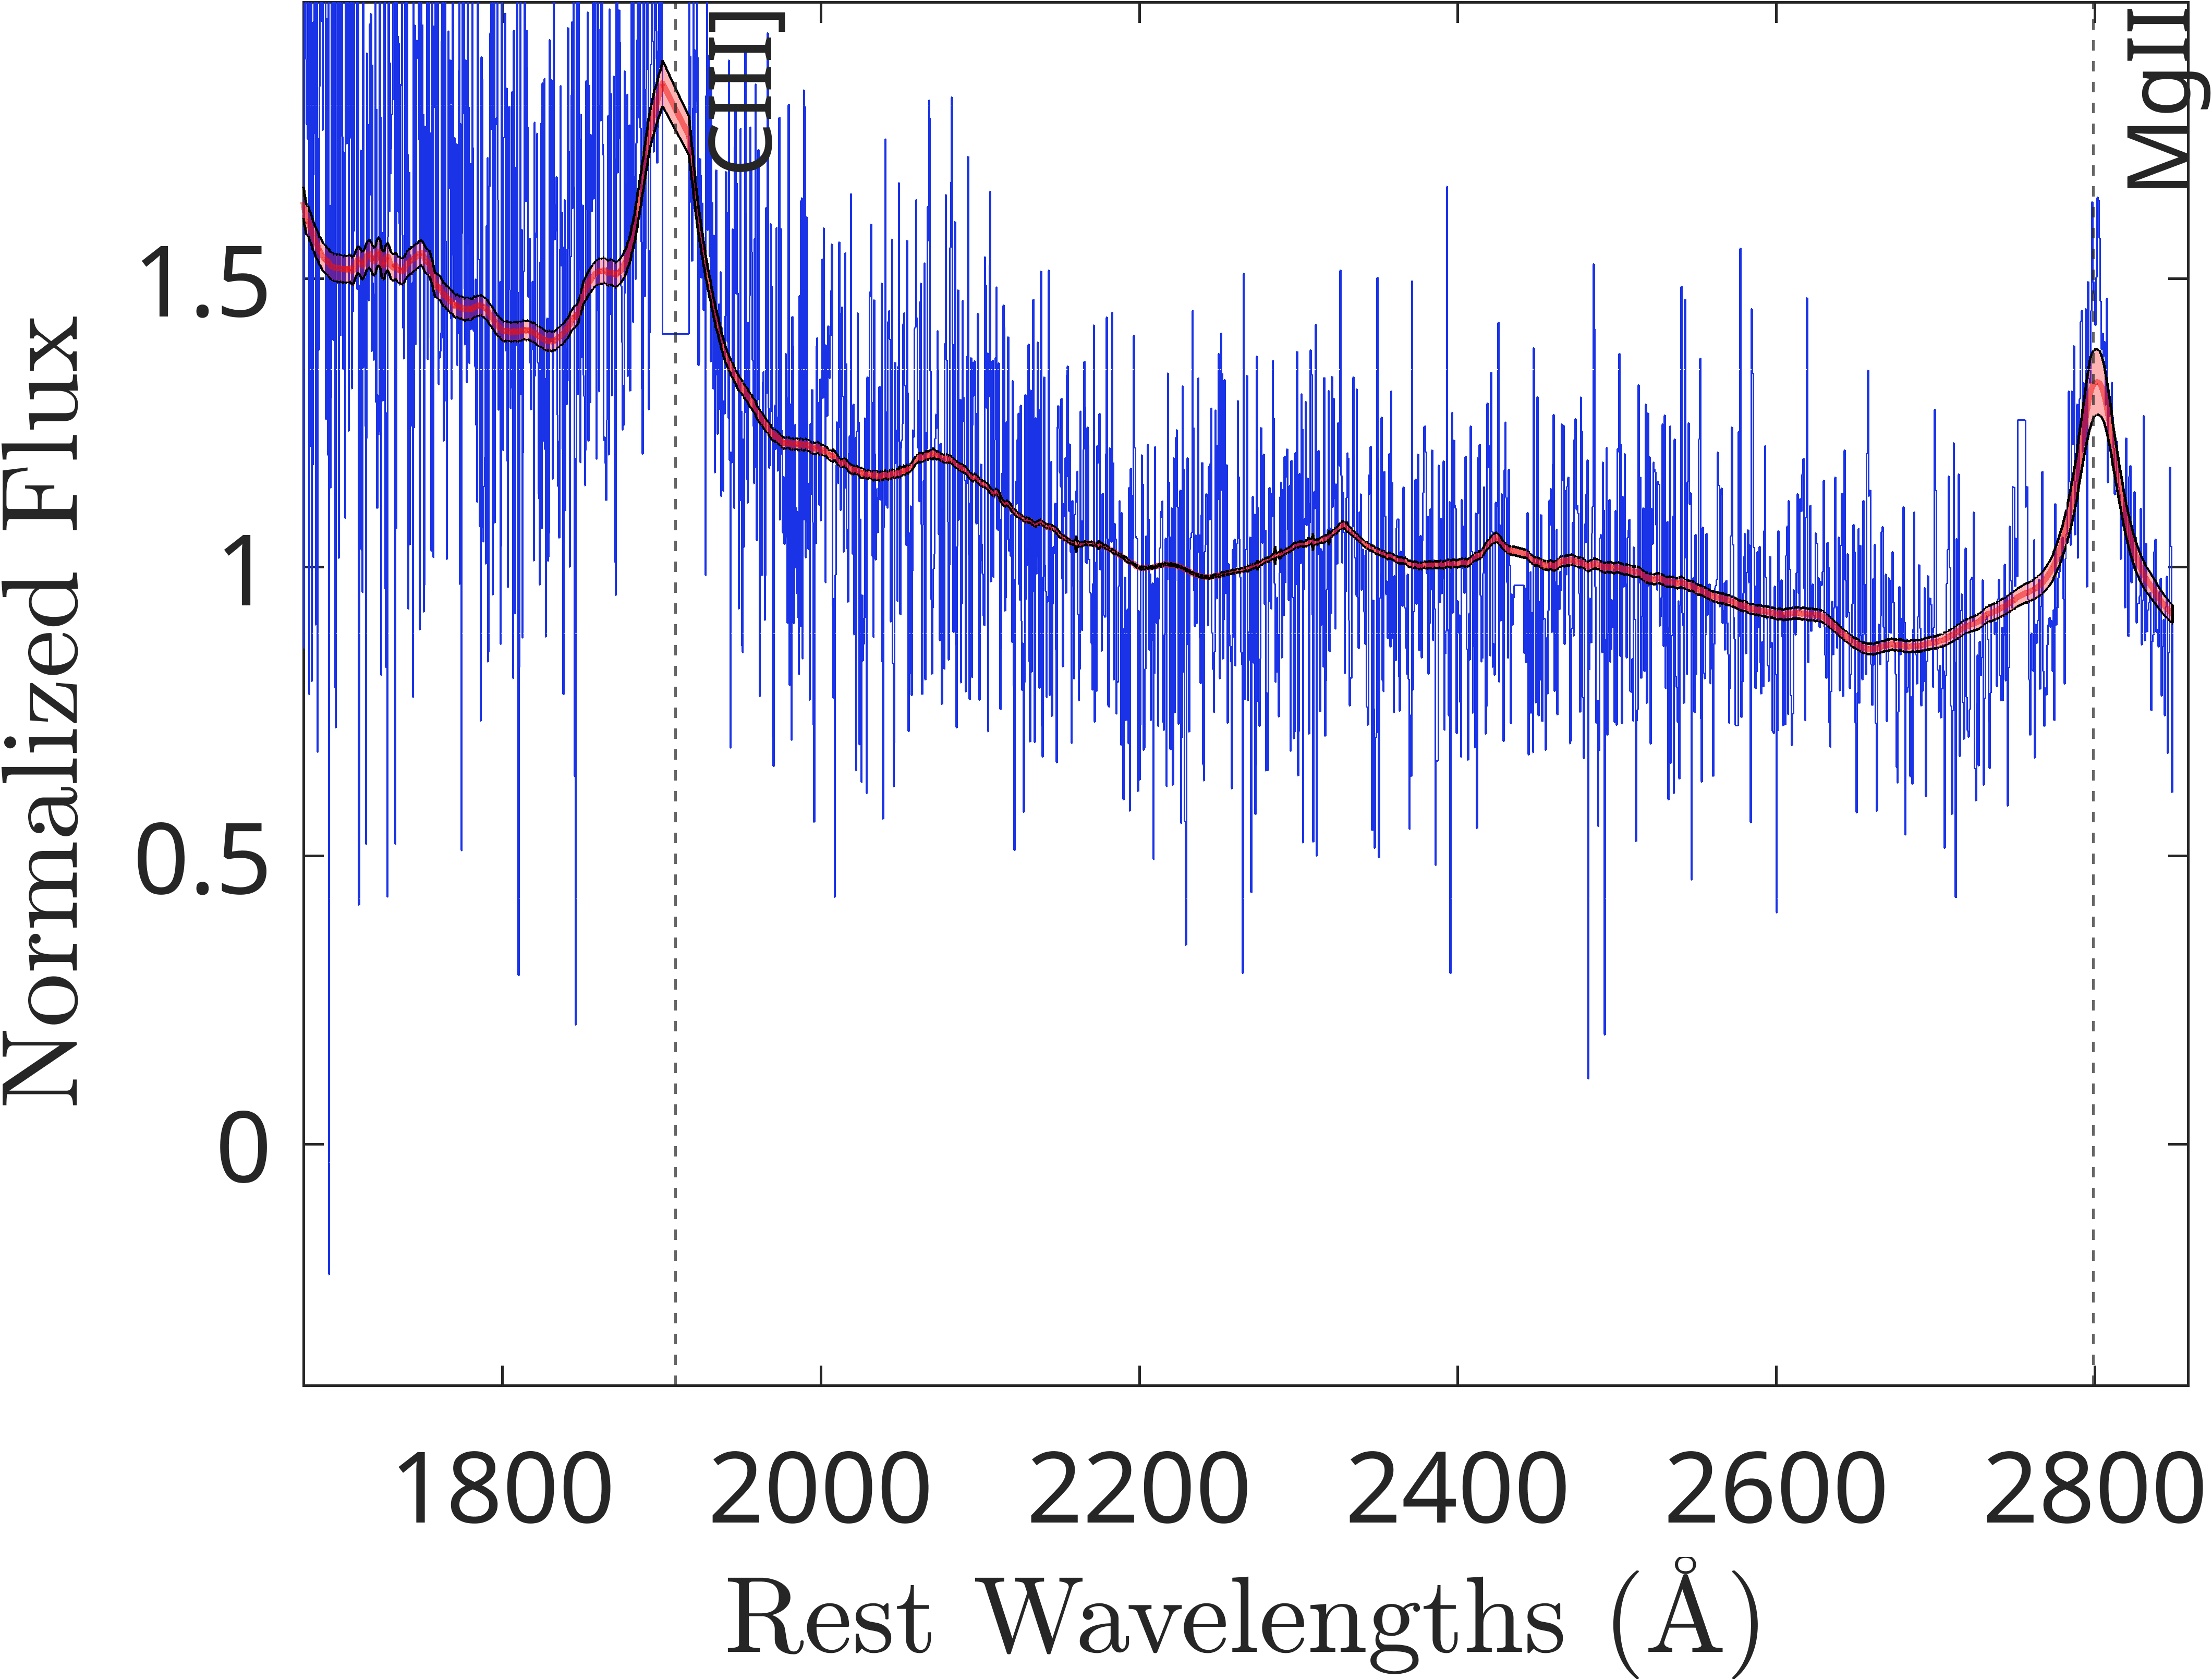 CIII]
MgII
1.5
1
0.5
0
Normalized Flux
1800 2000 2200 2400 2600 2800
Rest Wavelengths (Å)